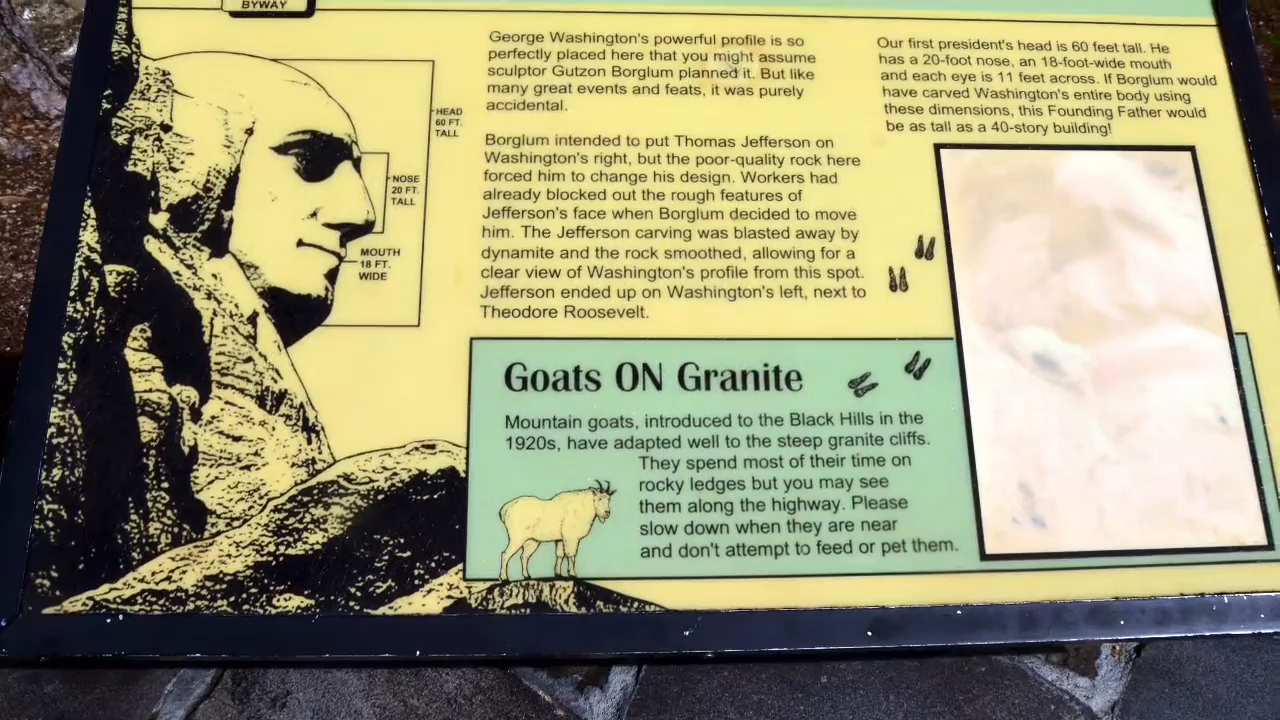 BYWAY
HEAD
60 FT.
TALL
NOSE
20 FT.
TALL
MOUTH
18 FT.
WIDE
George Washington's powerful profile is so
perfectly placed here that you might assume
sculptor Gutzon Borglum planned it. But like
many great events and feats, it was purely
accidental.
Borglum intended to put Thomas Jefferson on
Washington's right, but the poor-quality rock here
forced him to change his design. Workers had
already blocked out the rough features of
Jefferson's face when Borglum decided to move
him. The Jefferson carving was blasted away by
dynamite and the rock smoothed, allowing for a
clear view of Washington's profile from this spot.
Jefferson ended up on Washington's left, next to
Theodore Roosevelt.
Our first president's head is 60 feet tall. He
has a 20-foot nose, an 18-foot-wide mouth
and each eye is 11 feet across. If Borglum would
have carved Washington's entire body using
these dimensions, this Founding Father would
be as tall as a 40-story building!
Goats ON Granite
Mountain goats, introduced to the Black Hills in the
1920s, have adapted well to the steep granite cliffs.
They spend most of their time on
rocky ledges but you may see
them along the highway. Please
slow down when they are near
and don't attempt to feed or pet them.